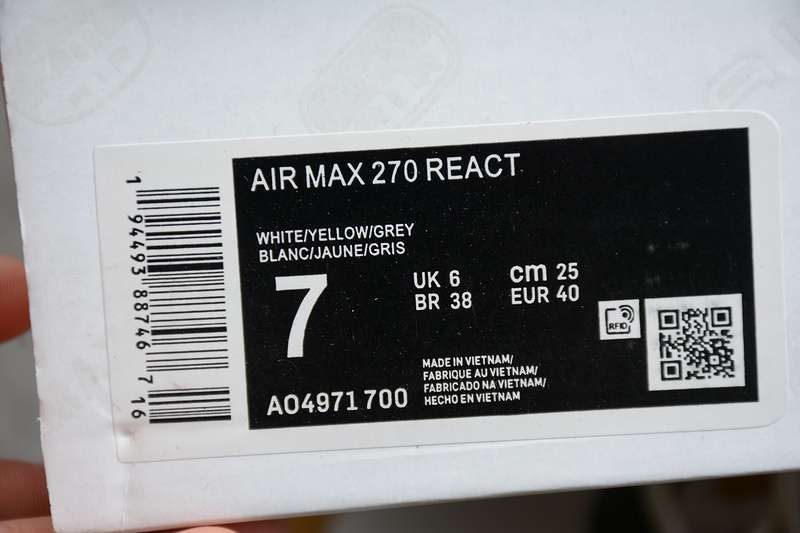 AIR MAX 270 REACT
WHITE/YELLOW/GREY
BLANC/JAUNE/GRIS
7
UK 6
BR 38
cm 25
EUR 40
RFID
MADE IN VIETNAM/
FABRIQUE AU VIETNAM/
FABRICADO NA VIETNAM/
HECHO EN VIETNAM
AO4971 700
1 94493 88746 7 16